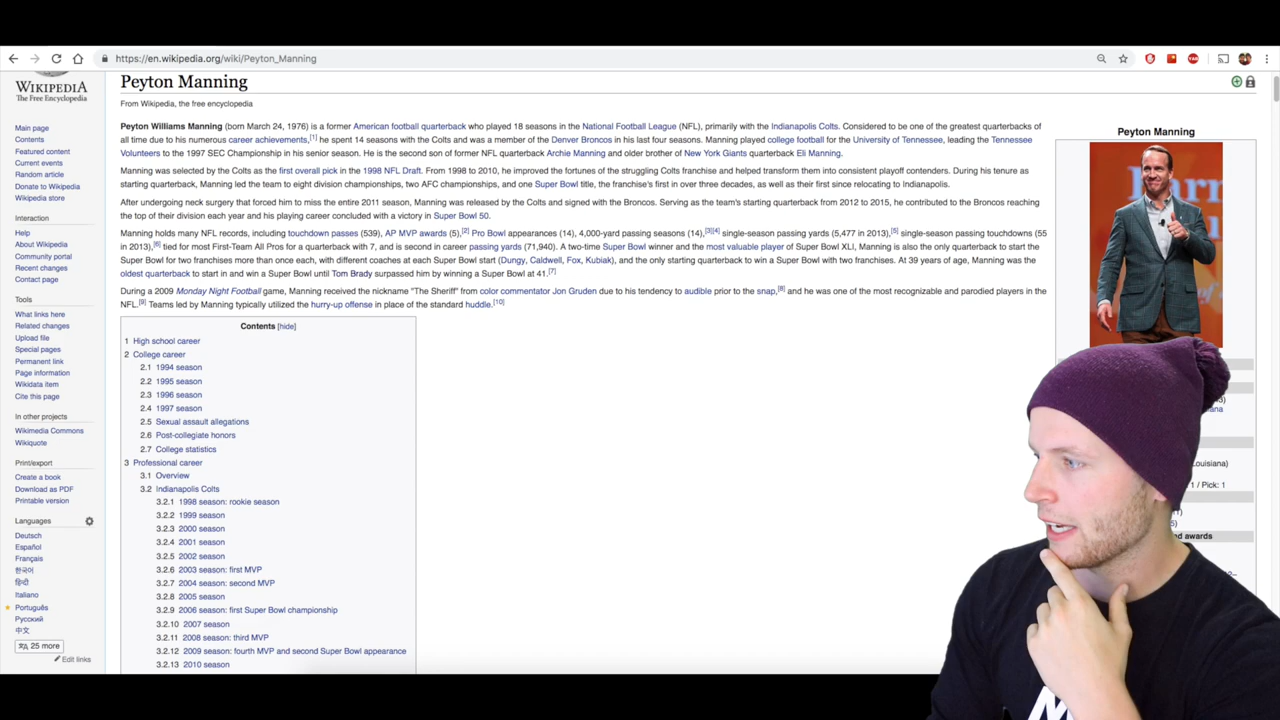 https://en.wikipedia.org/wiki/Peyton_Manning
WIKIPEDIA
The Free Encyclopedia
Main page
Contents
Featured content
Current events
Random article
Donate to Wikipedia
Wikipedia store
Interaction
Help
About Wikipedia
Community portal
Recent changes
Contact page
Tools
What links here
Related changes
Upload file
Special pages
Permanent link
Page information
Wikidata item
Cite this page
In other projects
Wikimedia Commons
Wikiquote
Print/export
Create a book
Download as PDF
Printable version
Languages
Deutsch
Español
Français
한국어
हिन्दी
Italiano
Português
Русский
中文
25 more
Edit links
Peyton Manning
From Wikipedia, the free encyclopedia
Peyton Williams Manning (born March 24, 1976) is a former American football quarterback who played 18 seasons in the National Football League (NFL), primarily with the Indianapolis Colts. Considered to be one of the greatest quarterbacks of
all time due to his numerous career achievements,[1] he spent 14 seasons with the Colts and was a member of the Denver Broncos in his last four seasons. Manning played college football for the University of Tennessee, leading the Tennessee
Volunteers to the 1997 SEC Championship in his senior season. He is the second son of former NFL quarterback Archie Manning and older brother of New York Giants quarterback Eli Manning.
Manning was selected by the Colts as the first overall pick in the 1998 NFL Draft. From 1998 to 2010, he improved the fortunes of the struggling Colts franchise and helped transform them into consistent playoff contenders. During his tenure as
starting quarterback, Manning led the team to eight division championships, two AFC championships, and one Super Bowl title, the franchise's first in over three decades, as well as their first since relocating to Indianapolis.
After undergoing neck surgery that forced him to miss the entire 2011 season, Manning was released by the Colts and signed with the Broncos. Serving as the team's starting quarterback from 2012 to 2015, he contributed to the Broncos reaching
the top of their division each year and his playing career concluded with a victory in Super Bowl 50.
Manning holds many NFL records, including touchdown passes (539), AP MVP awards (5),[2] Pro Bowl appearances (14), 4,000-yard passing seasons (14),[3][4] single-season passing yards (5,477 in 2013),[5] single-season passing touchdowns (55
in 2013),[6] tied for most First-Team All Pros for a quarterback with 7, and is second in career passing yards (71,940). A two-time Super Bowl winner and the most valuable player of Super Bowl XLI, Manning is also the only quarterback to start the
Super Bowl for two franchises more than once each, with different coaches at each Super Bowl start (Dungy, Caldwell, Fox, Kubiak), and the only starting quarterback to win a Super Bowl with two franchises. At 39 years of age, Manning was the
oldest quarterback to start in and win a Super Bowl until Tom Brady surpassed him by winning a Super Bowl at 41.[7]
During a 2009 Monday Night Football game, Manning received the nickname "The Sheriff" from color commentator Jon Gruden due to his tendency to audible prior to the snap,[8] and he was one of the most recognizable and parodied players in the
NFL.[9] Teams led by Manning typically utilized the hurry-up offense in place of the standard huddle.[10]
Contents [hide]
1 High school career
2 College career
2.1 1994 season
2.2 1995 season
2.3 1996 season
2.4 1997 season
2.5 Sexual assault allegations
2.6 Post-collegiate honors
2.7 College statistics
3 Professional career
3.1 Overview
3.2 Indianapolis Colts
3.2.1 1998 season: rookie season
3.2.2 1999 season
3.2.3 2000 season
3.2.4 2001 season
3.2.5 2002 season
3.2.6 2003 season: first MVP
3.2.7 2004 season: second MVP
3.2.8 2005 season
3.2.9 2006 season: first Super Bowl championship
3.2.10 2007 season
3.2.11 2008 season: third MVP
3.2.12 2009 season: fourth MVP and second Super Bowl appearance
3.2.13 2010 season
Peyton Manning
Louisiana)
1 / Pick: 1
awards